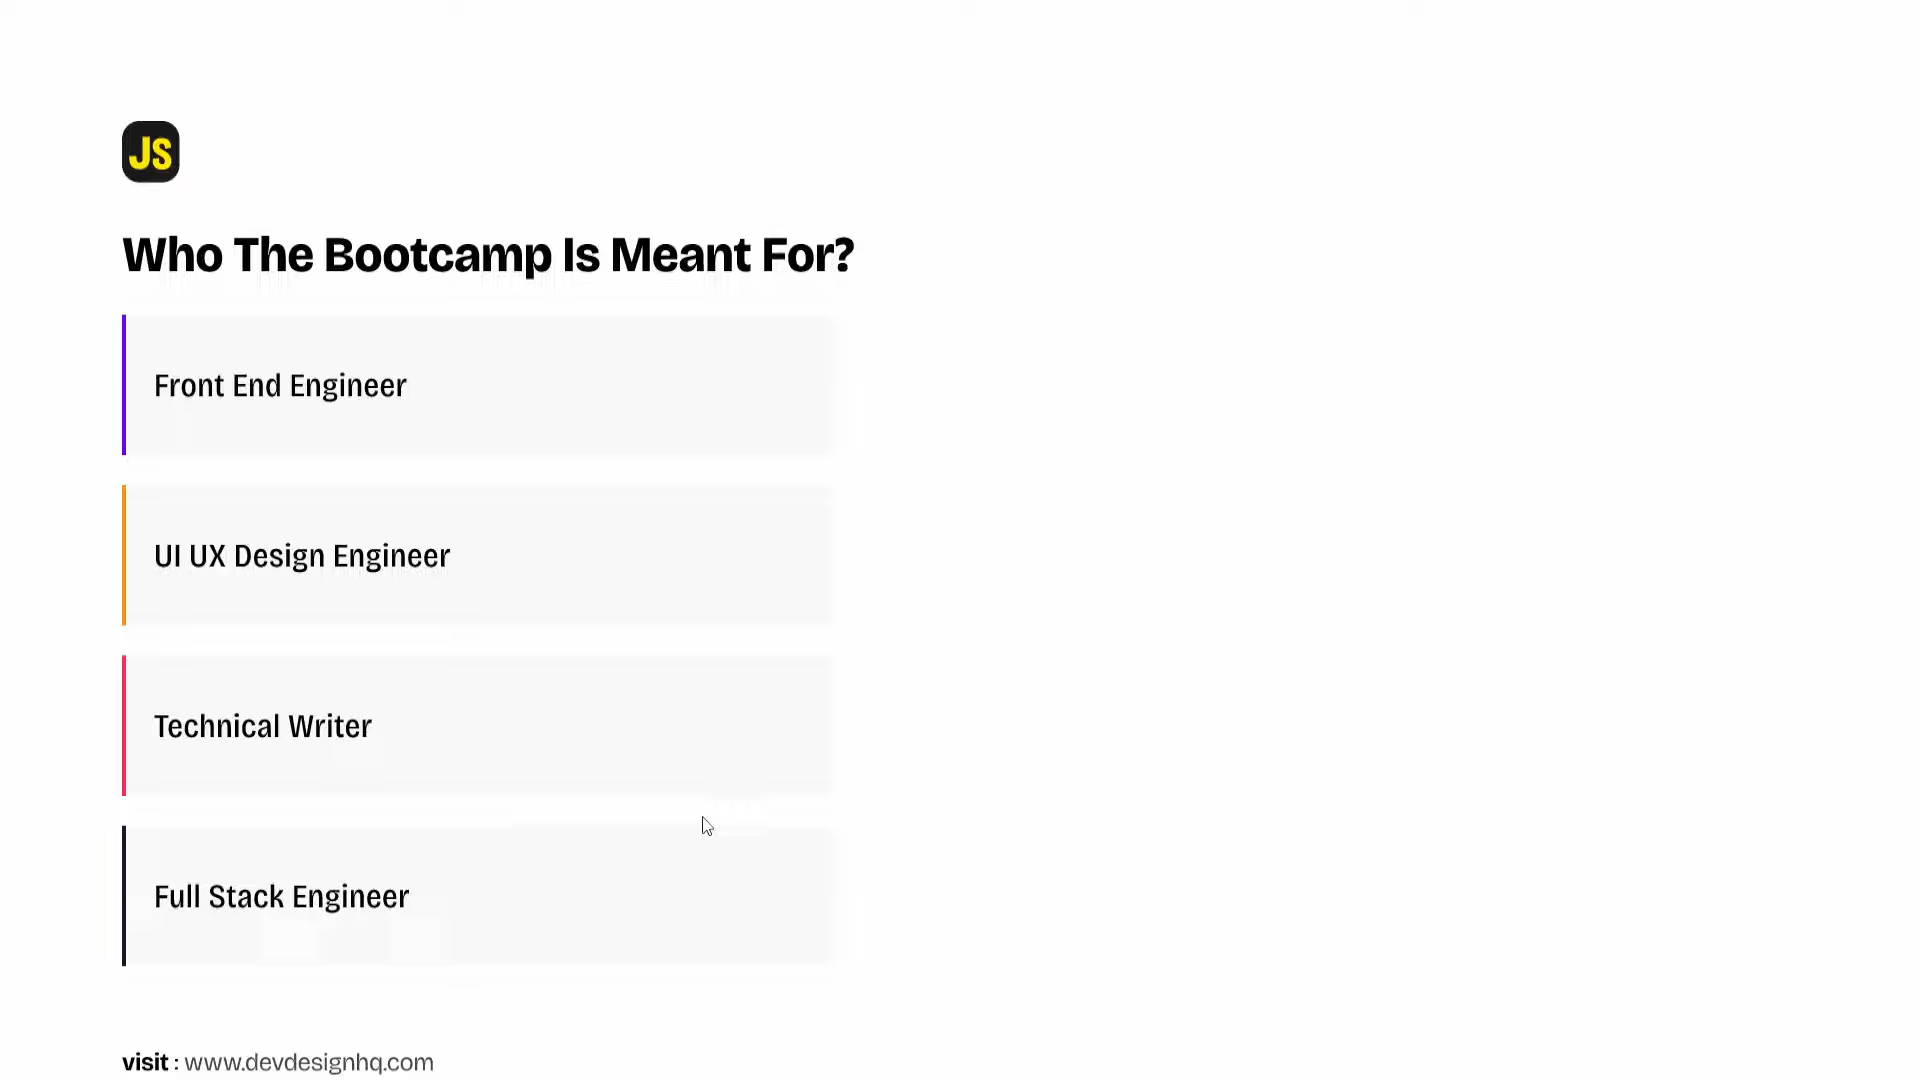 JS
Who The Bootcamp Is Meant For?
Front End Engineer
UI UX Design Engineer
Technical Writer
Full Stack Engineer
visit : www.devdesignhq.com